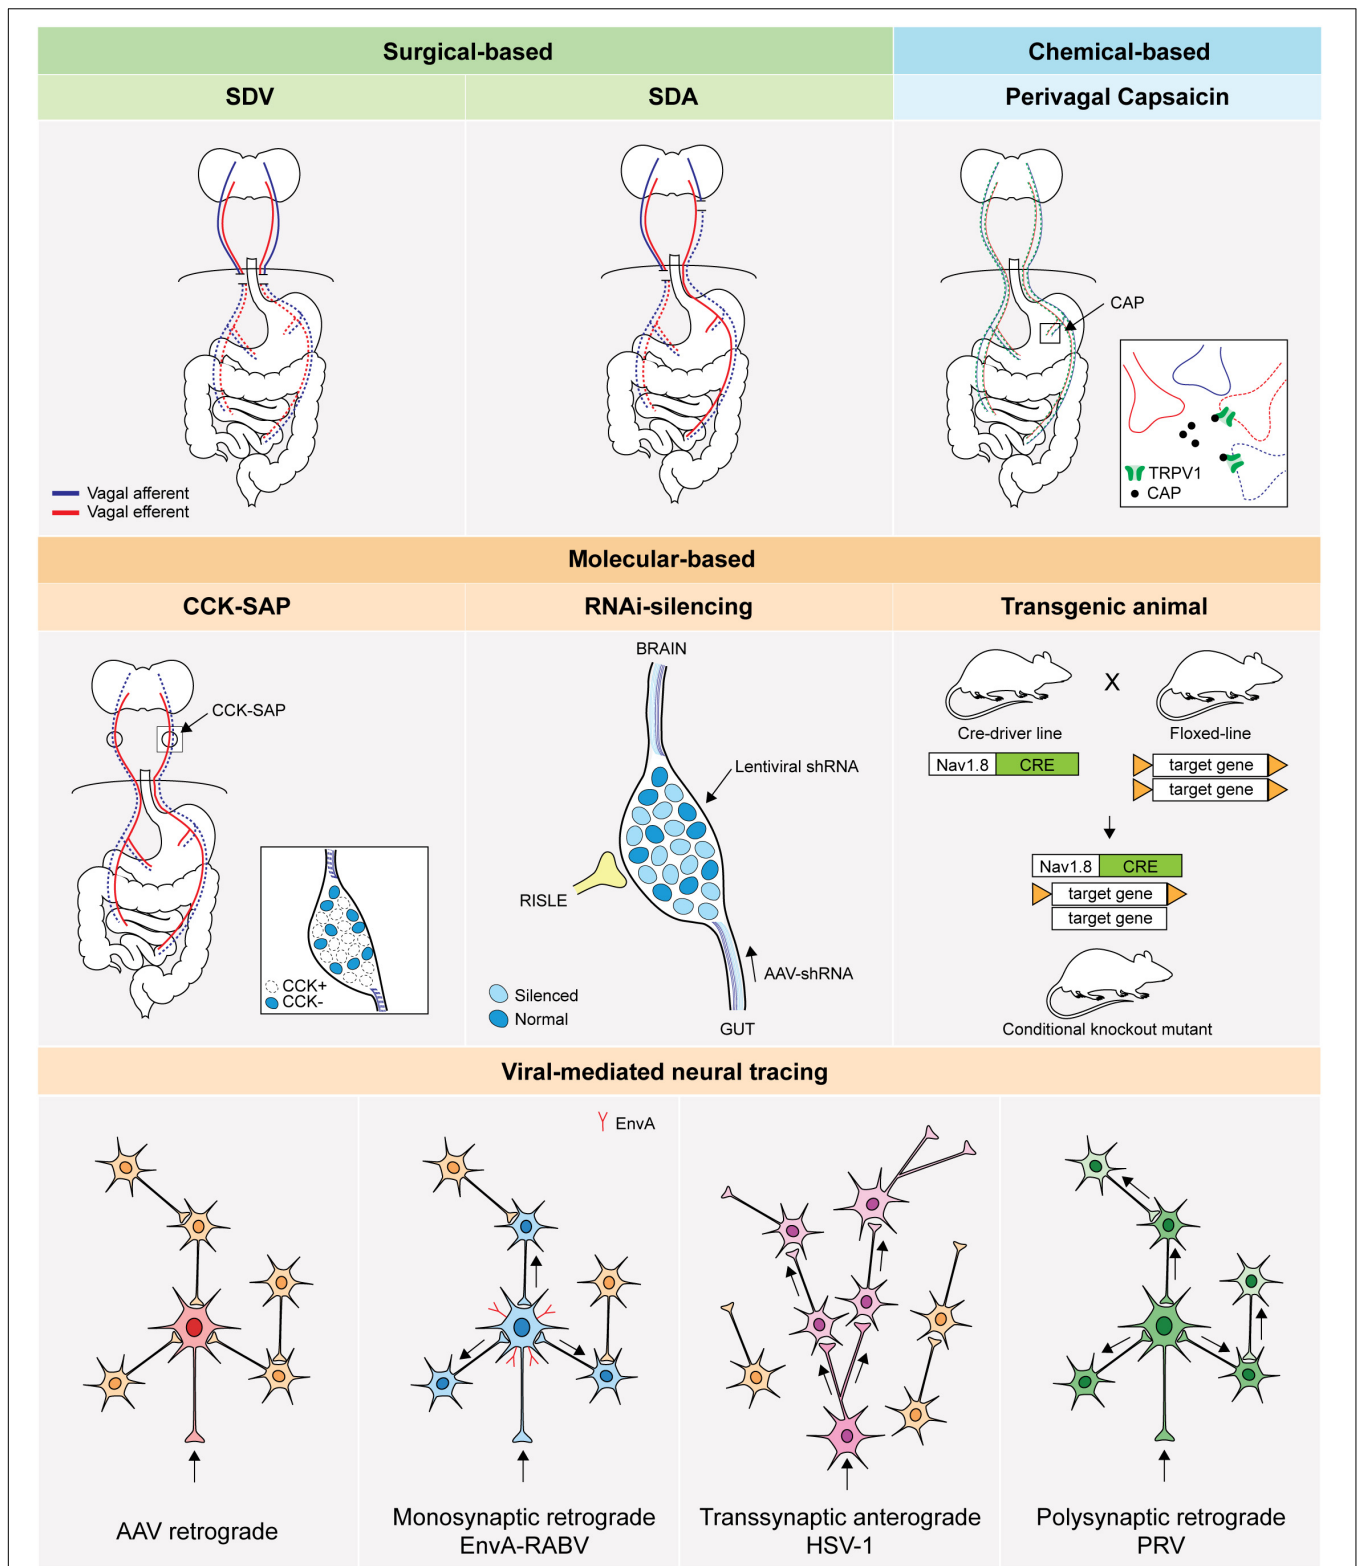 Surgical-based
Chemical-based
SDV
SDA
Perivagal Capsaicin
CAP
TRPV1
CAP
Vagal afferent
Vagal efferent
Molecular-based
CCK-SAP
RNAi-silencing
Transgenic animal
CCK-SAP
CCK+
CCK-
BRAIN
Lentiviral shRNA
RISLE
AAV-shRNA
Silenced
Normal
GUT
X
Cre-driver line
Floxed-line
Nav1.8 CRE
target gene
target gene
Nav1.8 CRE
target gene
target gene
Conditional knockout mutant
Viral-mediated neural tracing
EnvA
AAV retrograde
Monosynaptic retrograde
EnvA-RABV
Transsynaptic anterograde
HSV-1
Polysynaptic retrograde
PRV